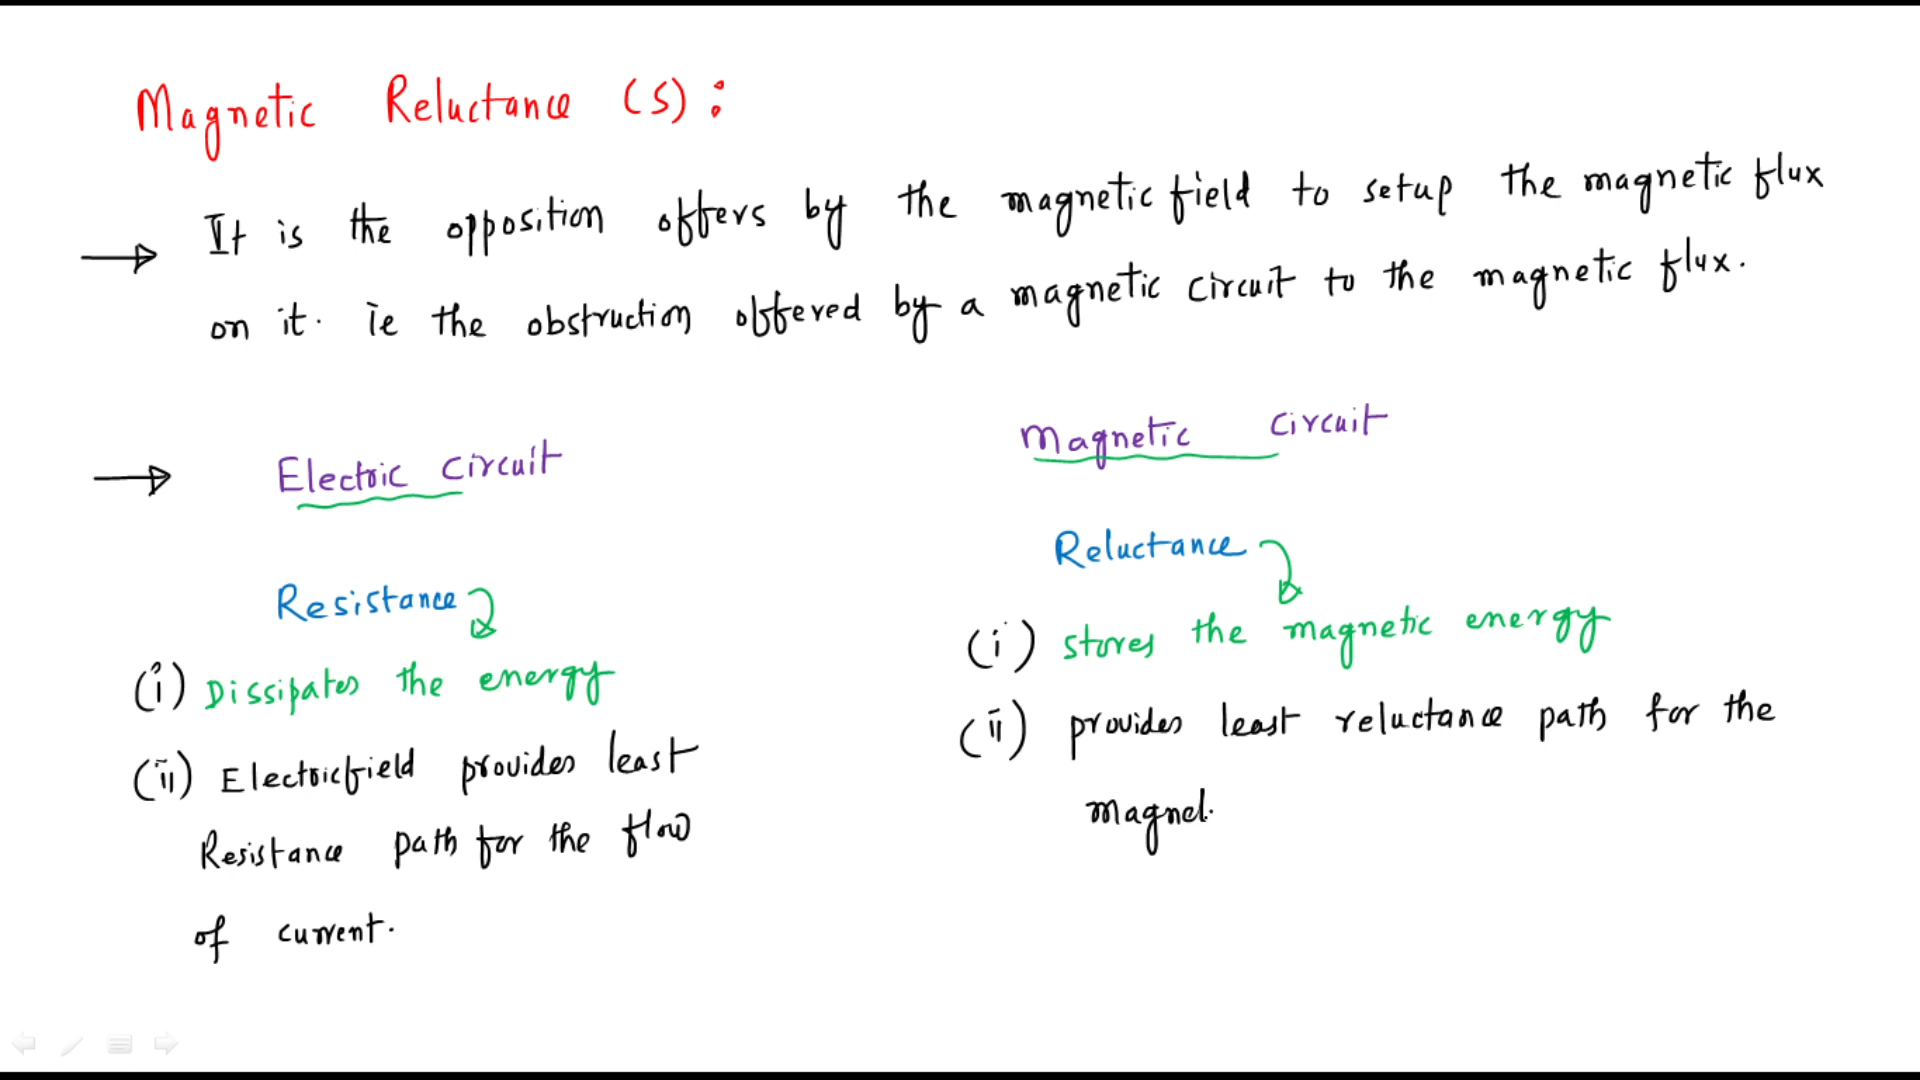 Magnetic Reluctance (S):
It is the opposition offers by the magnetic field to setup the magnetic flux
on it. ie the obstruction offered by a magnetic circuit to the magnetic flux.
Electric circuit
Magnetic circuit
Resistance
(i) Dissipates the energy
(ii) Electricfield provides least
Resistance path for the flow
of current.
Reluctance
(i) stores the magnetic energy
(ii) provides least reluctance path for the